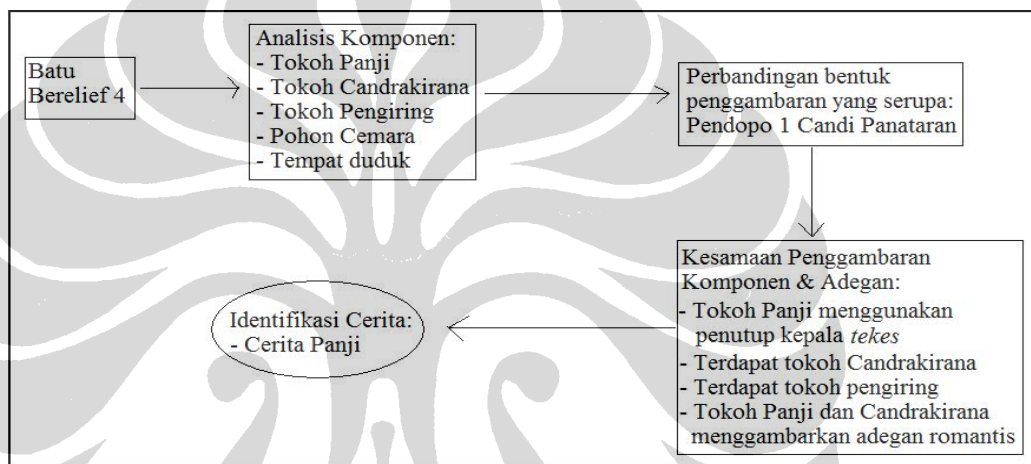 Batu
Berelief 4
Analisis Komponen:
- Tokoh Panji
- Tokoh Candrakirana
- Tokoh Pengiring
- Pohon Cemara
- Tempat duduk
Perbandingan bentuk
penggambaran yang serupa:
Pendopo 1 Candi Panataran
Kesamaan Penggambaran
Komponen & Adegan:
- Tokoh Panji menggunakan
penutup kepala tekes
- Terdapat tokoh Candrakirana
- Terdapat tokoh pengiring
- Tokoh Panji dan Candrakirana
menggambarkan adegan romantis
Identifikasi Cerita:
- Cerita Panji